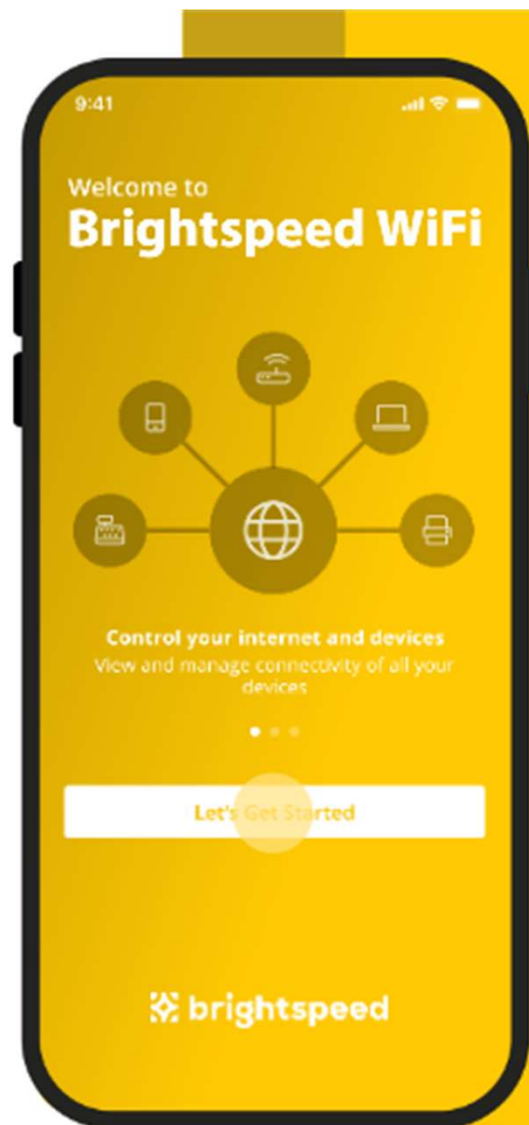 9:41
Welcome to
Brightspeed WiFi
Control your internet and devices
View and manage connectivity of all your
devices
Let's Get Started
brightspeed